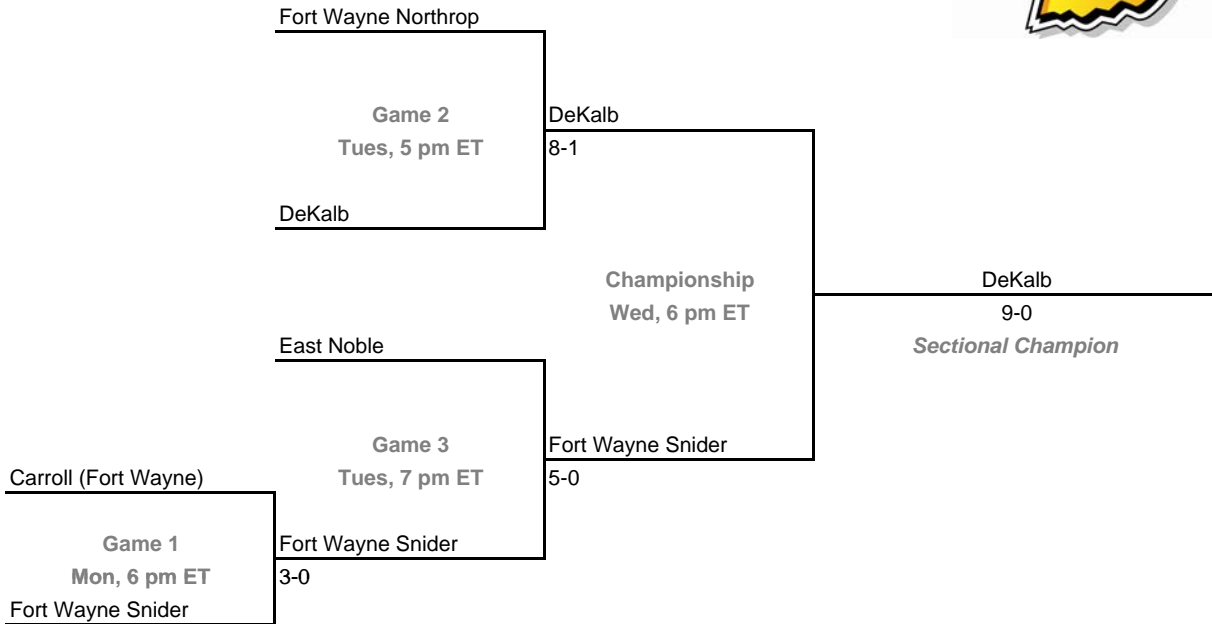 Fort Wayne Northrop
Game 2
DeKalb
Tues, 5 pm ET
8-1
DeKalb
Championship
DeKalb
Wed, 6 pm ET
9-0
East Noble
Sectional Champion
Game 3
Fort Wayne Snider
Carroll (Fort Wayne)
Tues, 7 pm ET
5-0
Game 1
Fort Wayne Snider
Mon, 6 pm ET
3-0
Fort Wayne Snider